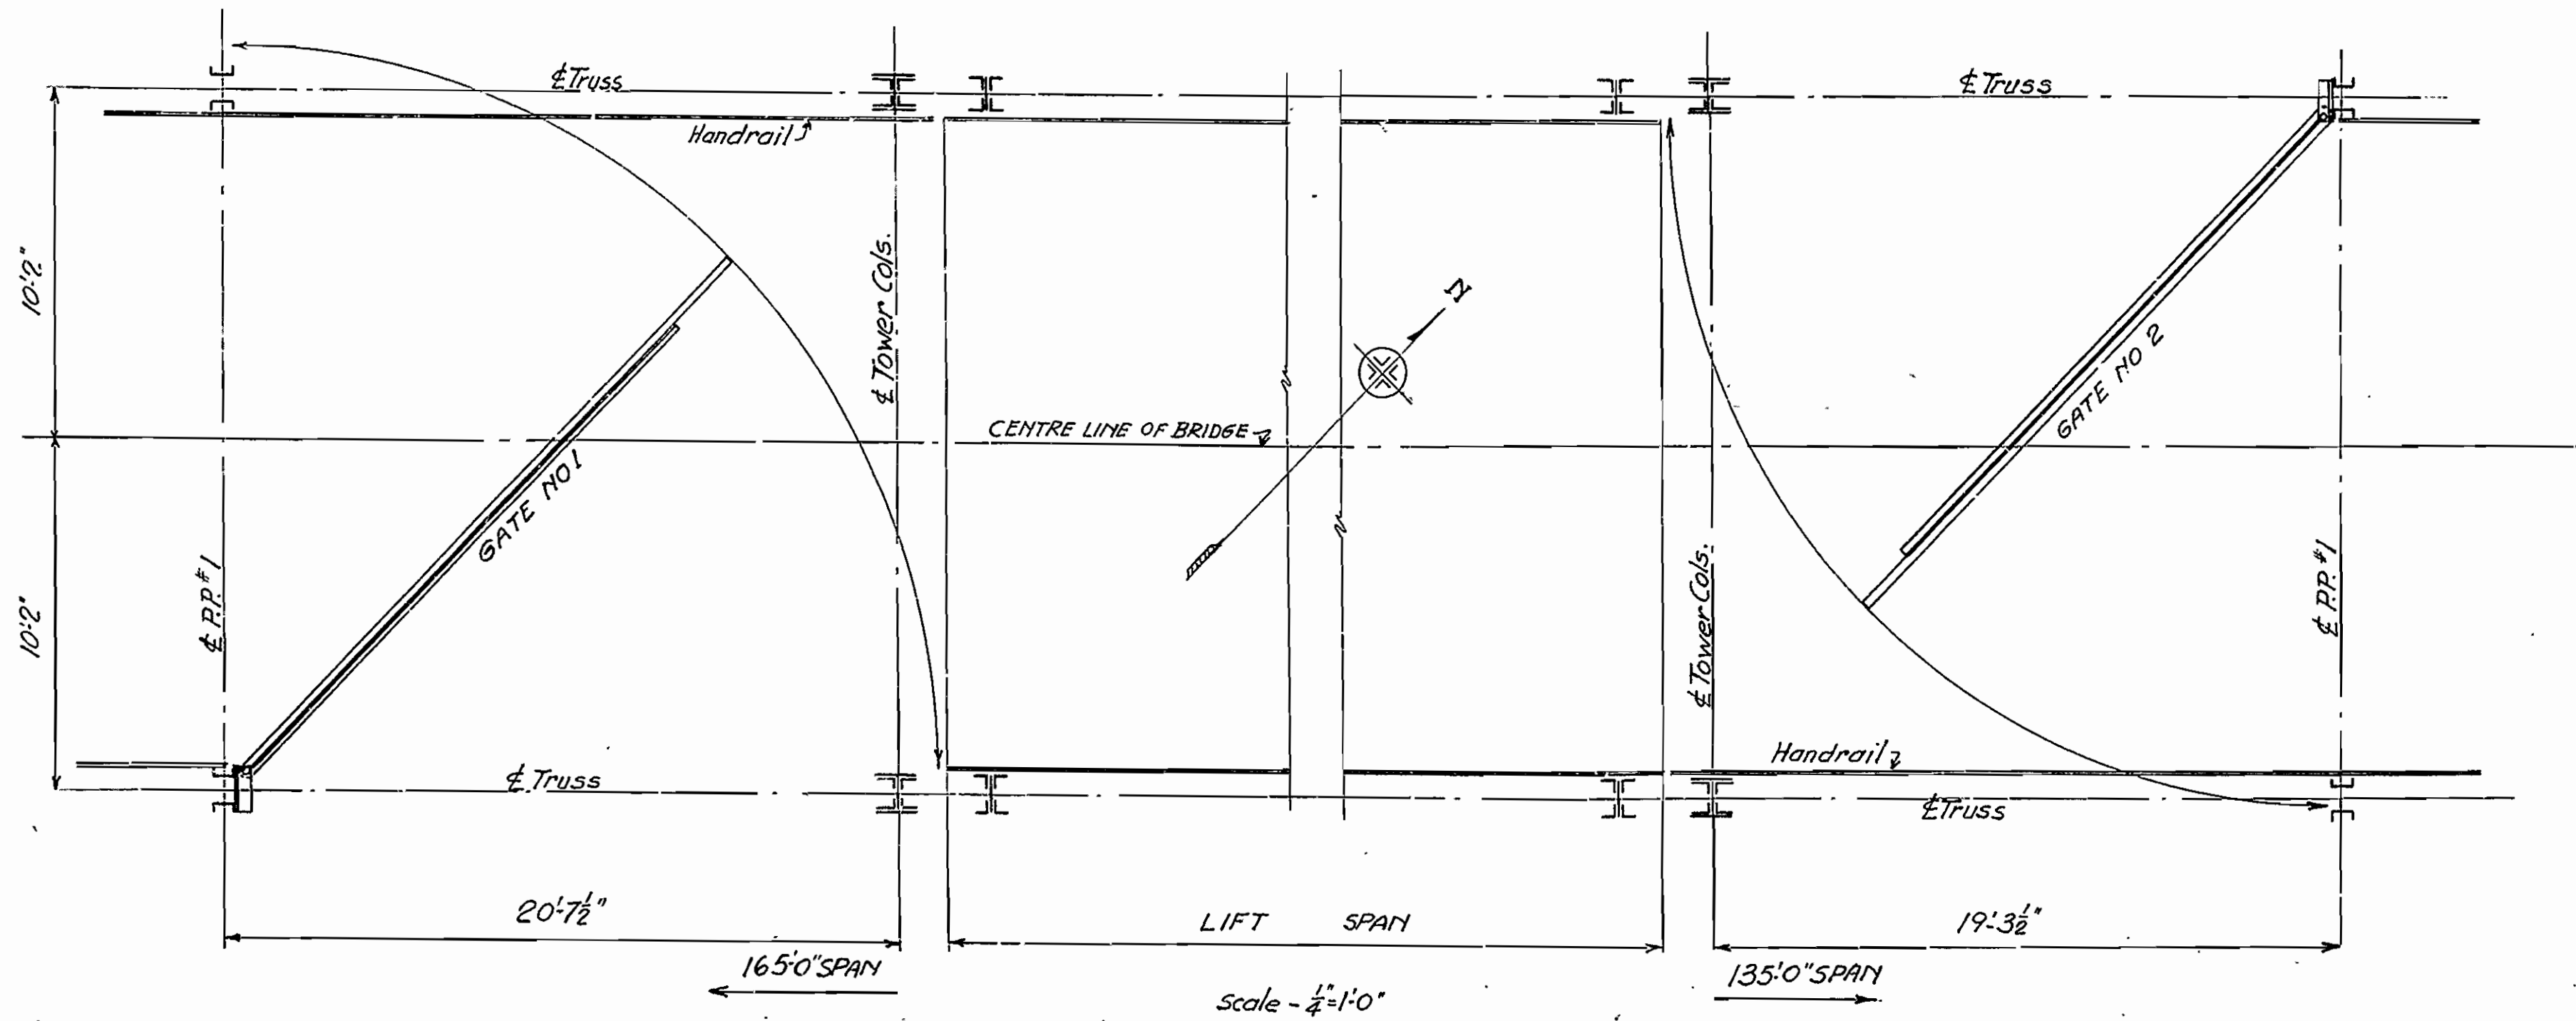 ℄ Truss
℄ Truss
Handrail
10'-2"
℄ Tower Cols.
N
GATE NO 2
CENTRE LINE OF BRIDGE
GATE NO 1
℄ P.P. #1
10'-2"
℄ Tower Cols.
℄ P.P. #1
℄ Truss
Handrail
℄ Truss
20'-7½"
LIFT SPAN
19'-3½"
165'-0" SPAN
135'-0" SPAN
Scale - ¼" = 1'-0"